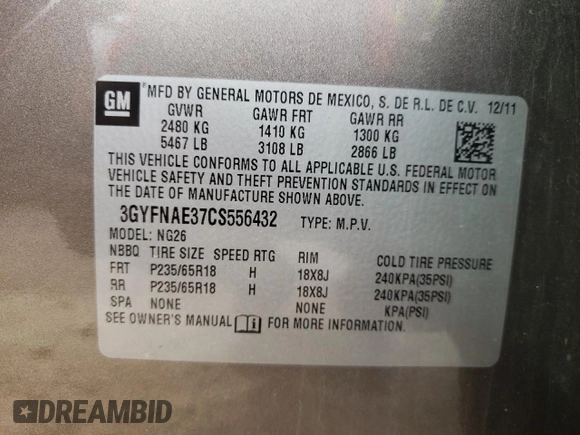 GM
MFD BY GENERAL MOTORS DE MEXICO, S. DE R.L. DE C.V. 12/11
GVWR GAWR FRT GAWR RR
2480 KG 1410 KG 1300 KG
5467 LB 3108 LB 2866 LB
THIS VEHICLE CONFORMS TO ALL APPLICABLE U.S. FEDERAL MOTOR
VEHICLE SAFETY AND THEFT PREVENTION STANDARDS IN EFFECT ON
THE DATE OF MANUFACTURE SHOWN ABOVE.
3GYFNAE37CS556432 TYPE: M.P.V.
MODEL: NG26
NBBQ TIRE SIZE SPEED RTG RIM COLD TIRE PRESSURE
FRT P235/65R18 H 18X8J 240KPA(35PSI)
RR P235/65R18 H 18X8J 240KPA(35PSI)
SPA NONE NONE KPA(PSI)
SEE OWNER'S MANUAL FOR MORE INFORMATION.
DREAMBID